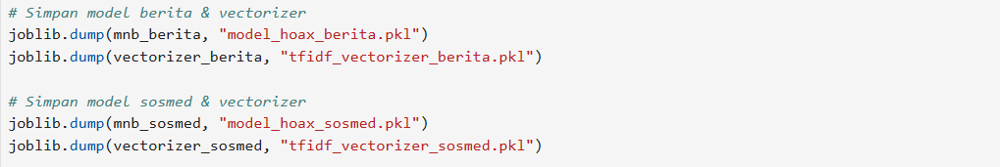 # Simpan model berita & vectorizer
joblib.dump(mnb_berita, "model_hoax_berita.pkl")
joblib.dump(vectorizer_berita, "tfidf_vectorizer_berita.pkl")
# Simpan model sosmed & vectorizer
joblib.dump(mnb_sosmed, "model_hoax_sosmed.pkl")
joblib.dump(vectorizer_sosmed, "tfidf_vectorizer_sosmed.pkl")